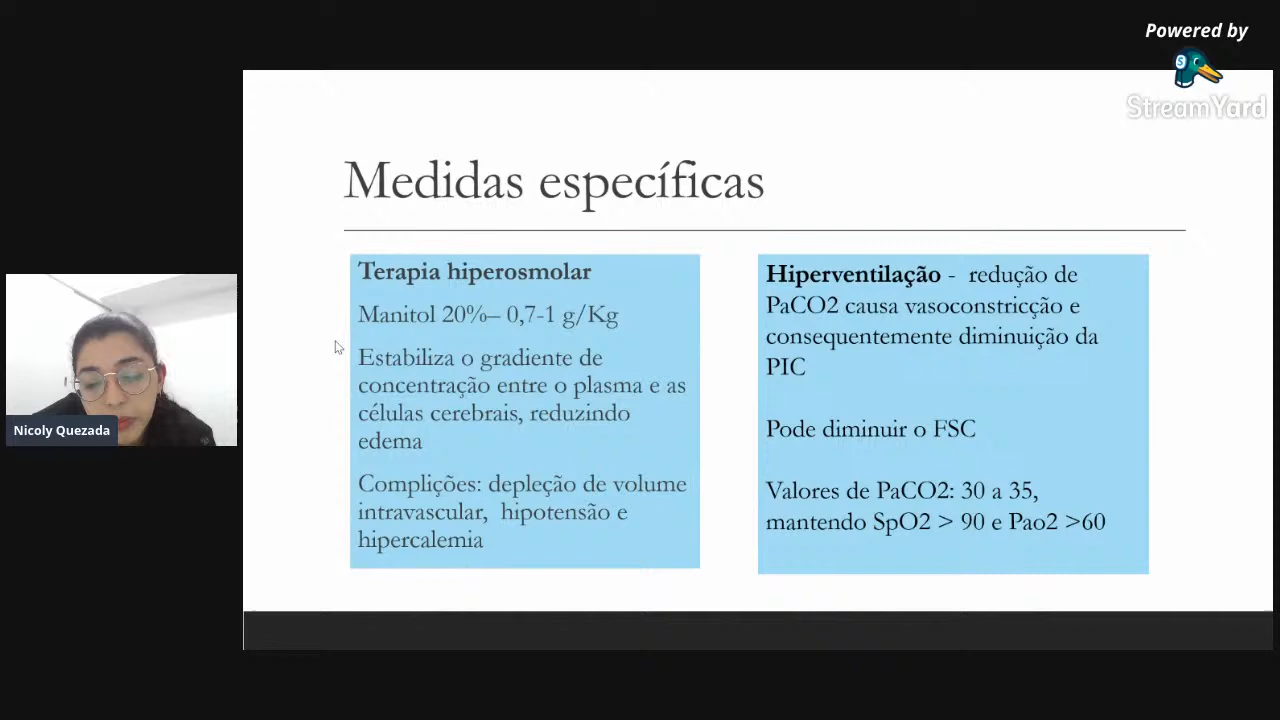 Powered by
StreamYard
Medidas específicas
Terapia hiperosmolar
Manitol 20%– 0,7-1 g/Kg
Estabiliza o gradiente de
concentração entre o plasma e as
células cerebrais, reduzindo
edema
Complições: depleção de volume
intravascular, hipotensão e
hipercalemia
Hiperventilação - redução de
PaCO2 causa vasoconstricção e
consequentemente diminuição da
PIC
Pode diminuir o FSC
Valores de PaCO2: 30 a 35,
mantendo SpO2 > 90 e Pao2 >60
Nicoly Quezada